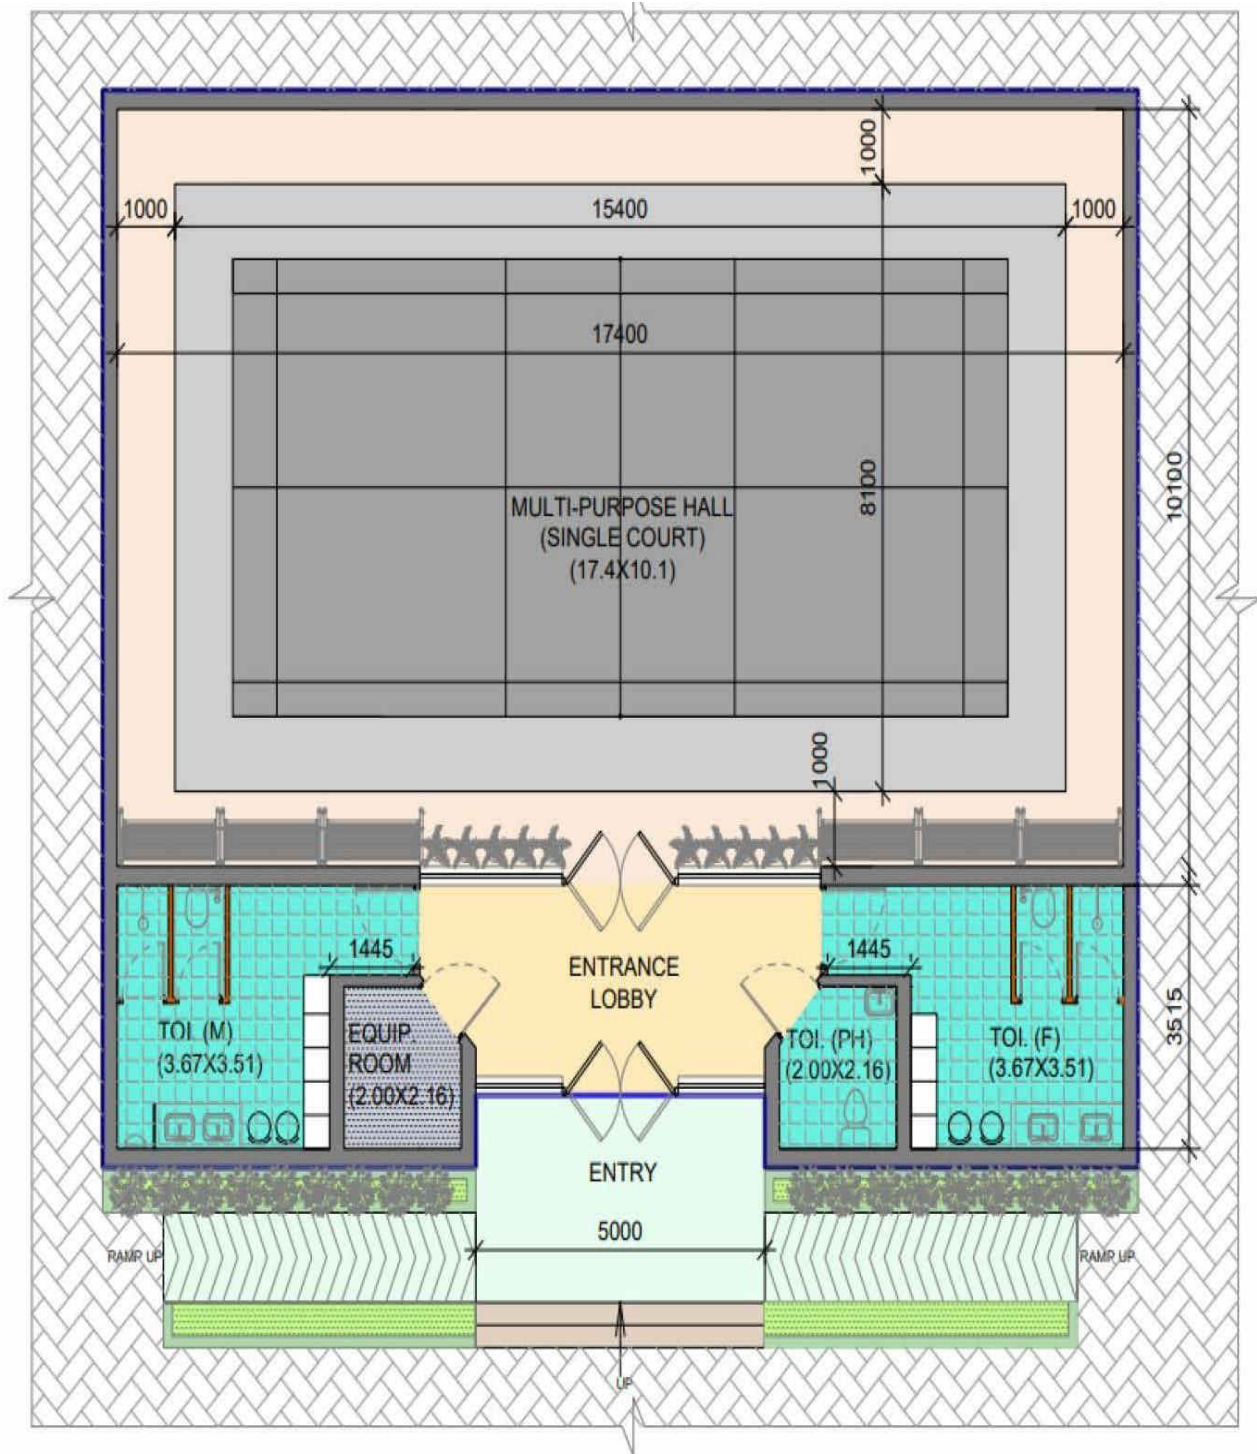 1000
1000
15400
1000
17400
8100
10100
MULTI-PURPOSE HALL
(SINGLE COURT)
(17.4X10.1)
1000
1445
1445
ENTRANCE
LOBBY
3515
TOI. (M)
(3.67X3.51)
EQUIP.
ROOM
(2.00X2.16)
TOI. (PH)
(2.00X2.16)
TOI. (F)
(3.67X3.51)
ENTRY
5000
RAMP UP
RAMP UP
UP